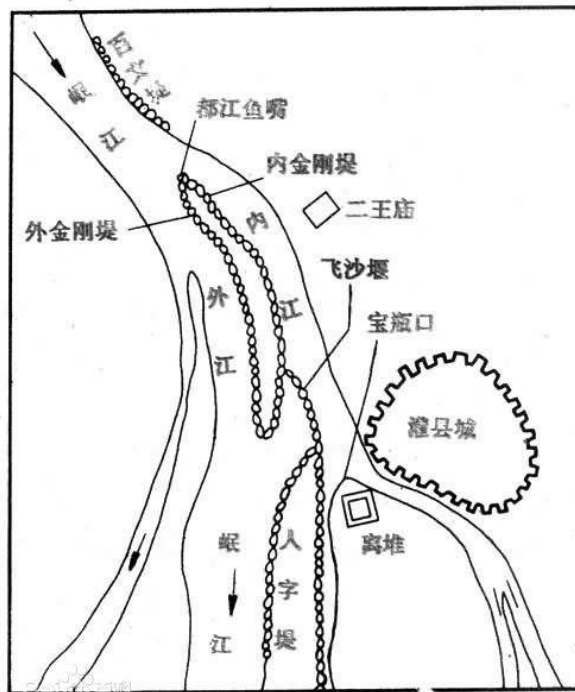 百丈堤
岷江
都江鱼嘴
内金刚堤
二王庙
外金刚堤
内江
飞沙堰
外江
宝瓶口
灌县城
离堆
人字堤
岷江